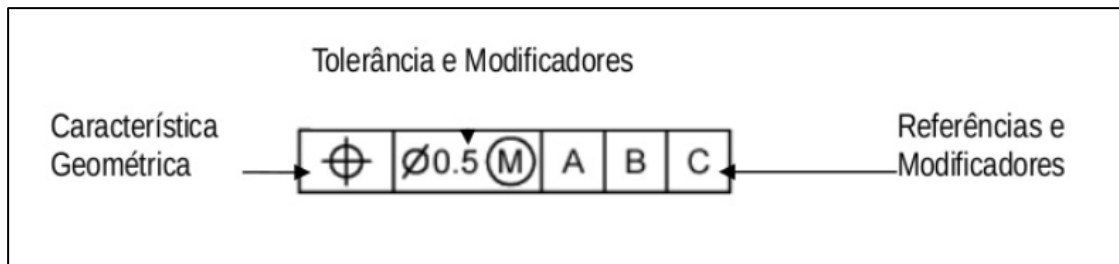 Tolerância e Modificadores
Característica
Geométrica
⌖ Ø0.5 Ⓜ A B C
Referências e
Modificadores